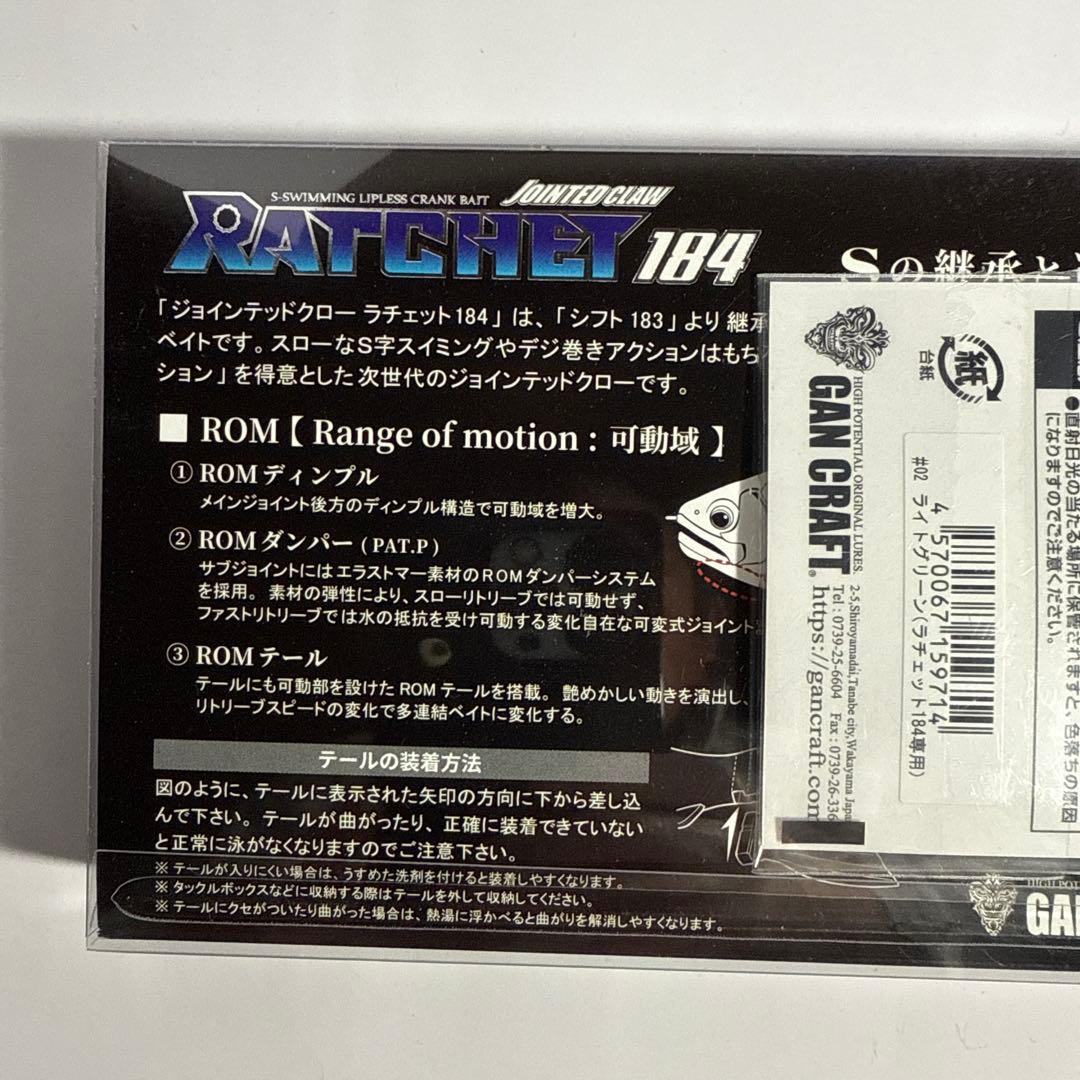 S-SWIMMING LIPLESS CRANK BAIT JOINTED CLAW
RATCHET 184
Sの継承と
「ジョインテッドクロー ラチェット184」は、「シフト183」より継承
ベイトです。スローなS字スイミングやデジ巻きアクションはもち
ション」を得意とした次世代のジョインテッドクローです。
■ ROM【 Range of motion : 可動域 】
① ROM ディンプル
メインジョイント後方のディンプル構造で可動域を増大。
② ROM ダンパー ( PAT.P )
サブジョイントにはエラストマー素材のROMダンパーシステム
を採用。素材の弾性により、スローリトリーブでは可動せず、
ファストリトリーブでは水の抵抗を受け可動する変化自在な可変式ジョイント
③ ROM テール
テールにも可動部を設けた ROM テールを搭載。艶めかしい動きを演出し、
リトリーブスピードの変化で多連結ベイトに変化する。
テールの装着方法
図のように、テールに表示された矢印の方向に下から差し込
んで下さい。テールが曲がったり、正確に装着できていない
と正常に泳がなくなりますのでご注意下さい。
※ テールが入りにくい場合は、うすめた洗剤を付けると装着しやすくなります。
※ タックルボックスなどに収納する際はテールを外して収納してください。
※ テールにクセがついたり曲がった場合は、熱湯に浮かべると曲がりを解消しやすくなります。
●直射日光の当たる場所に保管されますと、色落ちの原因
になりますのでご注意ください。
紙
台紙
#02 ライトグリーン(ラチェット184専用)
4 570067 159714
HIGH POTENTIAL ORIGINAL LURES.
GAN CRAFT®
2-5,Shiroyamadai,Tanabe city,Wakayama Japa
Tel : 0739-25-6604 Fax : 0739-26-336
https://gancraft.com
HIGH POT
GAN